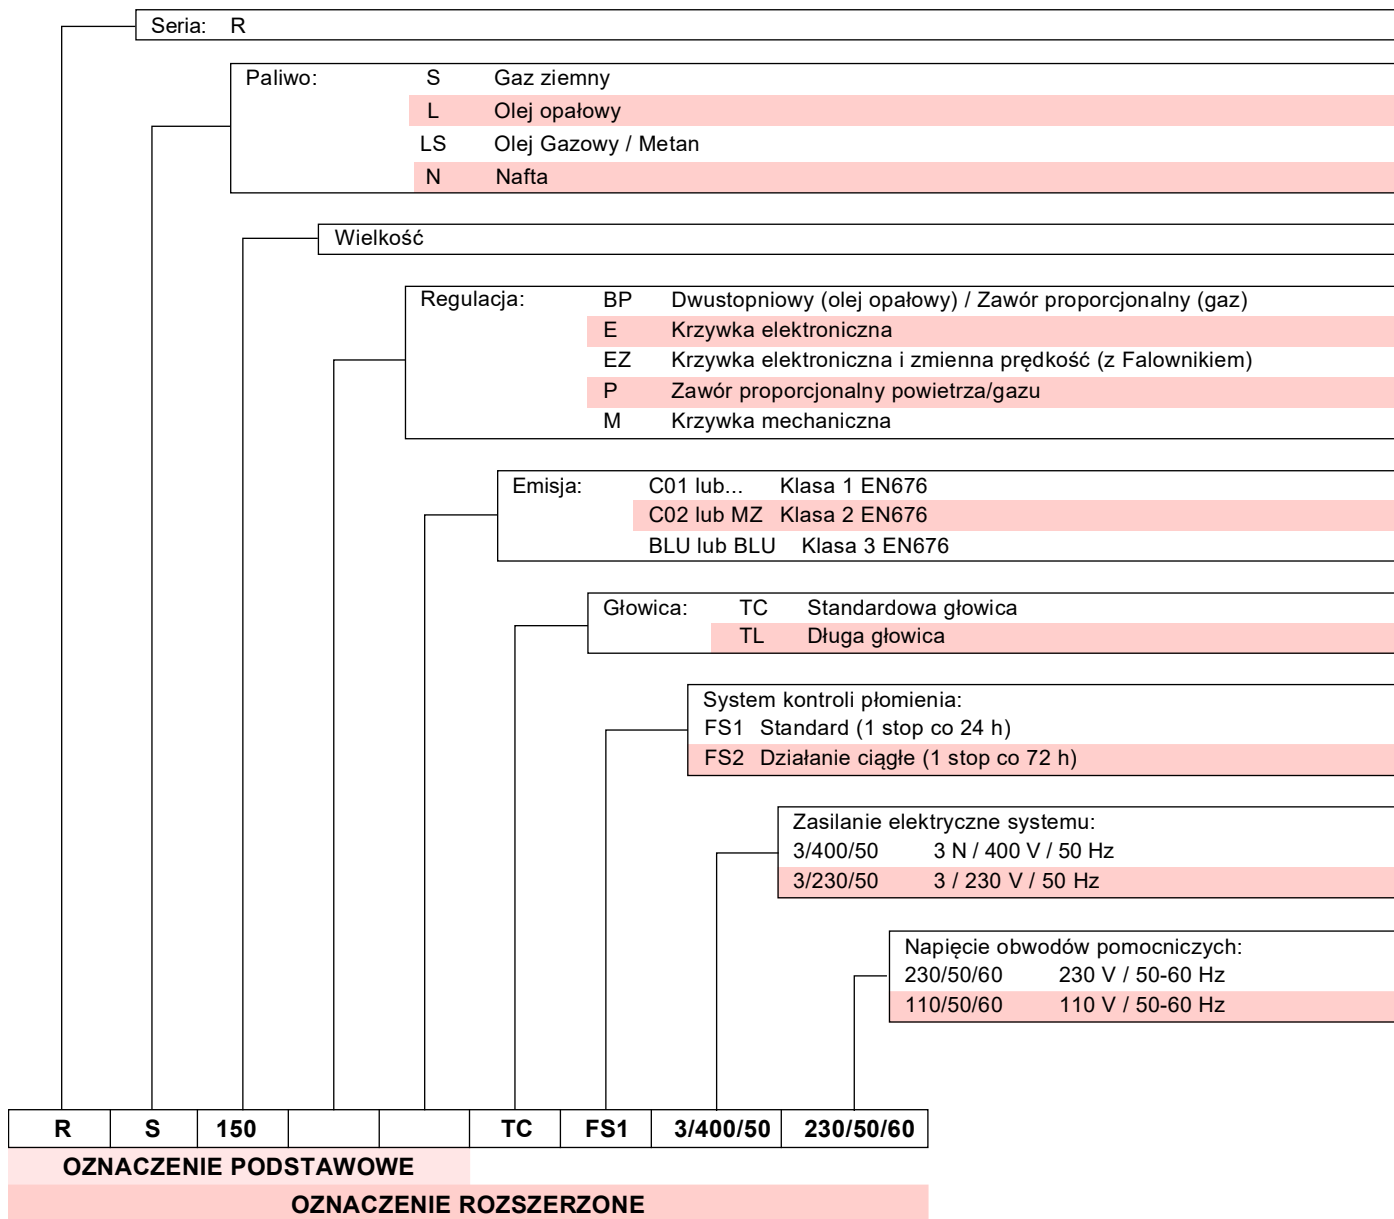 Seria: R
Paliwo: S Gaz ziemny
L Olej opałowy
LS Olej Gazowy / Metan
N Nafta
Wielkość
Regulacja: BP Dwustopniowy (olej opałowy) / Zawór proporcjonalny (gaz)
E Krzywka elektroniczna
EZ Krzywka elektroniczna i zmienna prędkość (z Falownikiem)
P Zawór proporcjonalny powietrza/gazu
M Krzywka mechaniczna
Emisja: C01 lub... Klasa 1 EN676
C02 lub MZ Klasa 2 EN676
BLU lub BLU Klasa 3 EN676
Głowica: TC Standardowa głowica
TL Długa głowica
System kontroli płomienia:
FS1 Standard (1 stop co 24 h)
FS2 Działanie ciągłe (1 stop co 72 h)
Zasilanie elektryczne systemu:
3/400/50 3 N / 400 V / 50 Hz
3/230/50 3 / 230 V / 50 Hz
Napięcie obwodów pomocniczych:
230/50/60 230 V / 50-60 Hz
110/50/60 110 V / 50-60 Hz
R S 150 TC FS1 3/400/50 230/50/60
OZNACZENIE PODSTAWOWE
OZNACZENIE ROZSZERZONE